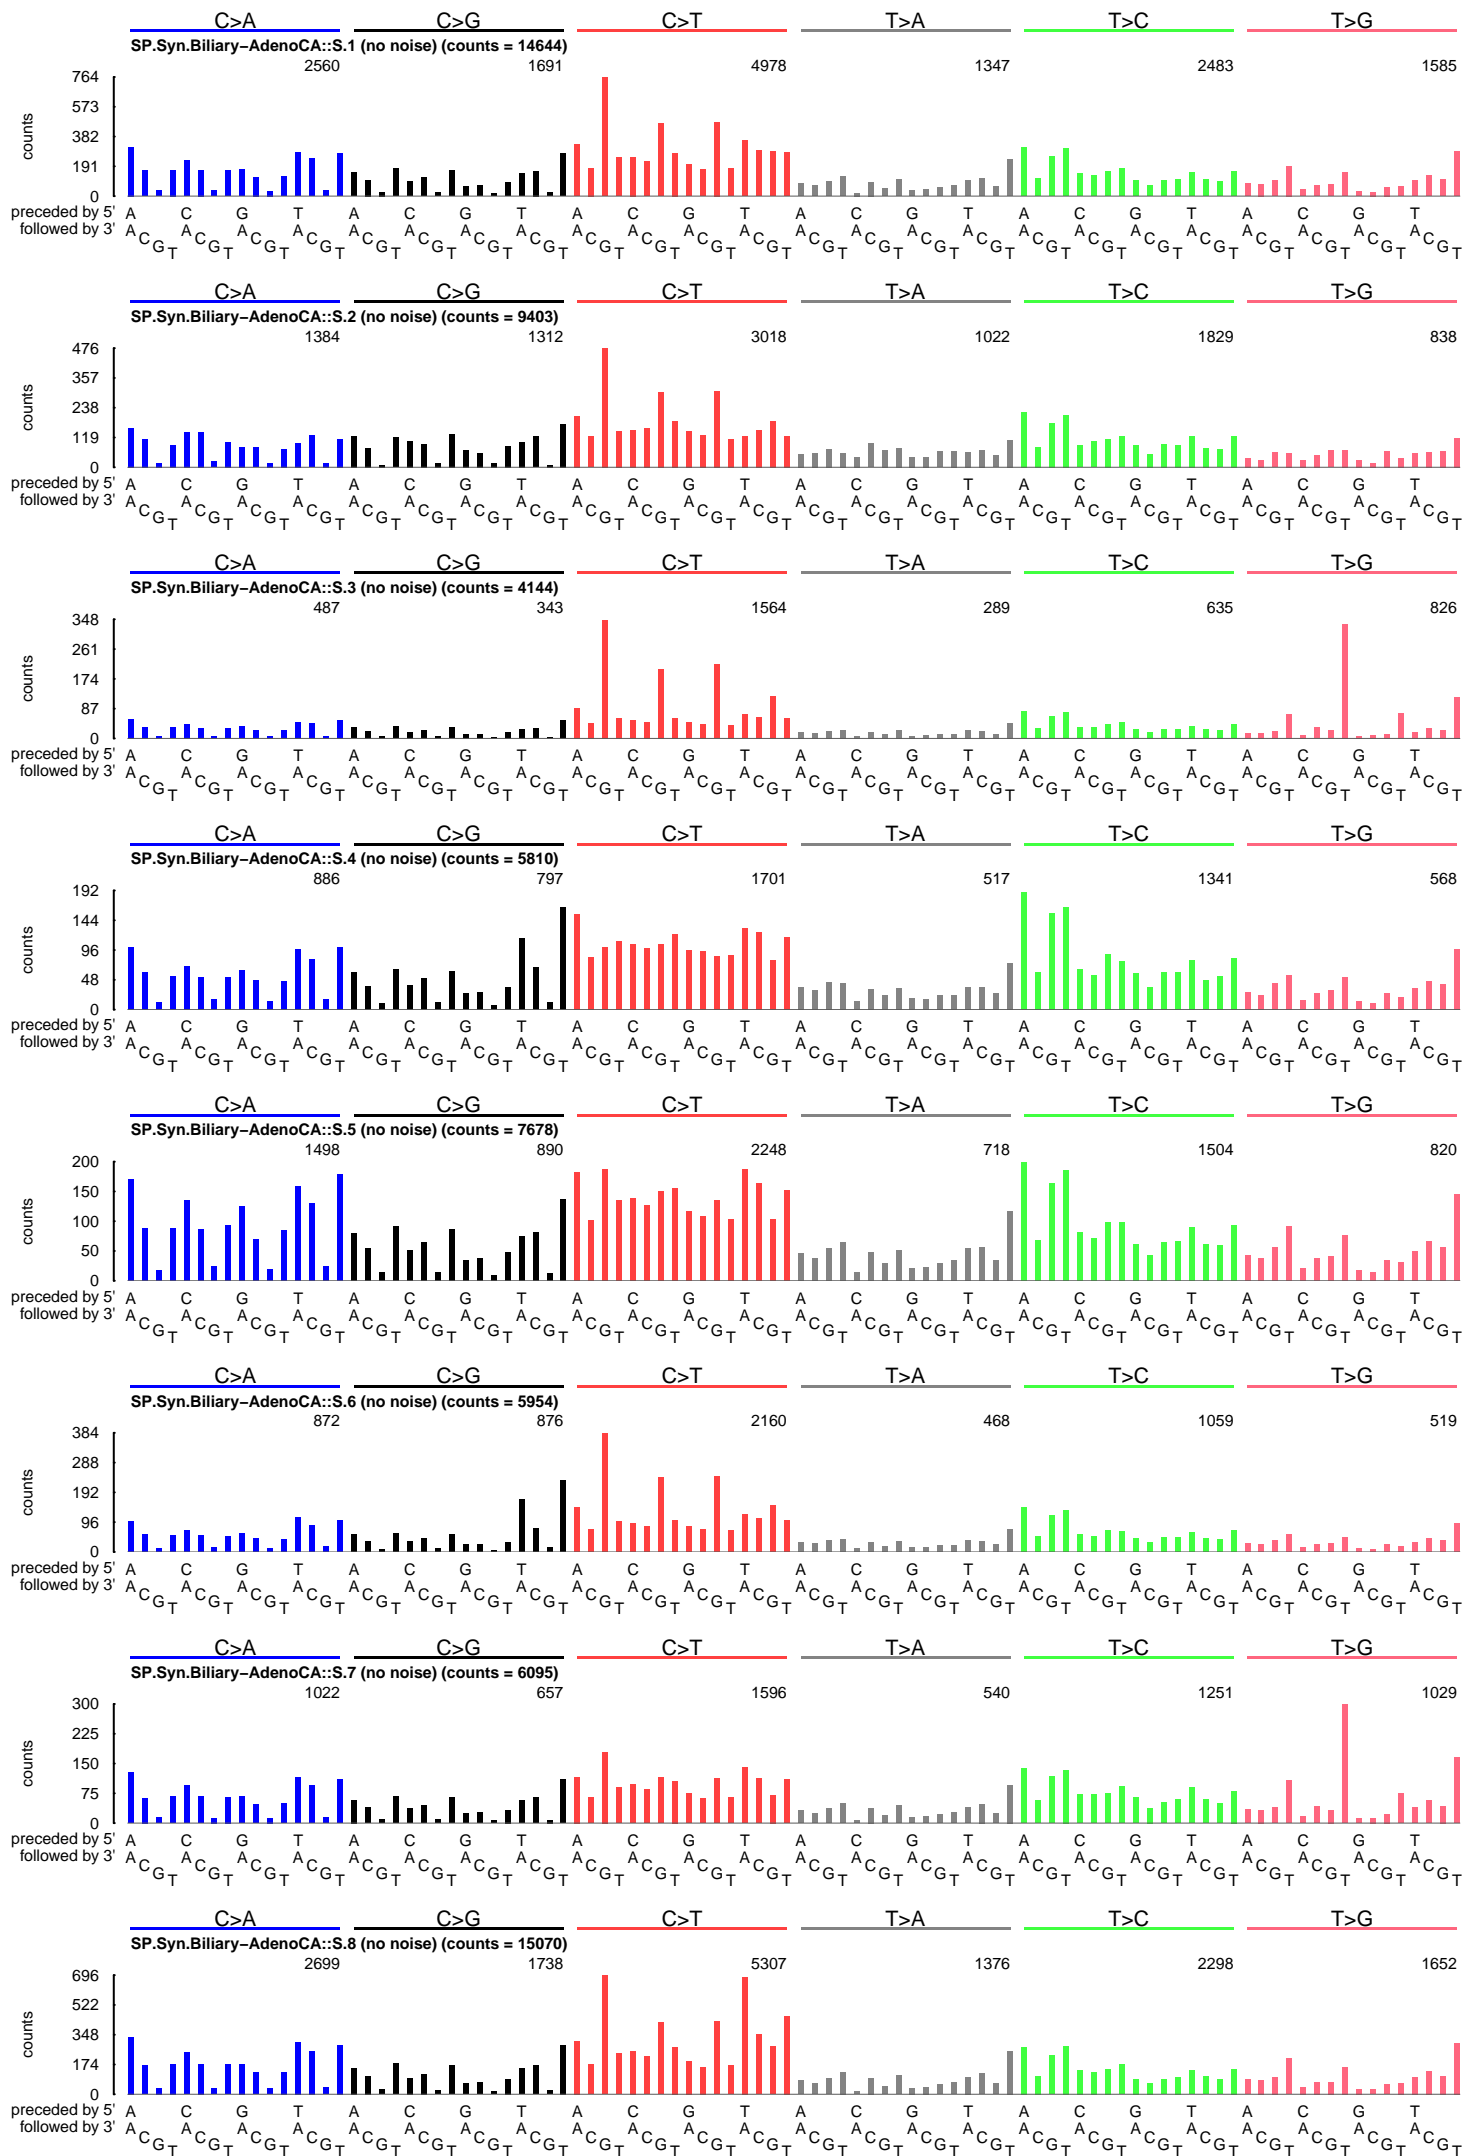 C>A C>G C>T T>A T>C T>G
SP.Syn.Biliary−AdenoCA::S.1 (no noise) (counts = 14644)
2560 1691 4978 1347 2483 1585
764
573
382
191
0
counts
preceded by 5' A C G T A C G T A C G T A C G T A C G T A C G T
followed by 3' A C G T A C G T A C G T A C G T A C G T A C G T A C G T A C G T A C G T A C G T A C G T A C G T A C G T A C G T A C G T A C G T A C G T A C G T A C G T A C G T A C G T A C G T A C G T A C G T
C>A C>G C>T T>A T>C T>G
SP.Syn.Biliary−AdenoCA::S.2 (no noise) (counts = 9403)
1384 1312 3018 1022 1829 838
476
357
238
119
0
counts
preceded by 5' A C G T A C G T A C G T A C G T A C G T A C G T
followed by 3' A C G T A C G T A C G T A C G T A C G T A C G T A C G T A C G T A C G T A C G T A C G T A C G T A C G T A C G T A C G T A C G T A C G T A C G T A C G T A C G T A C G T A C G T A C G T A C G T
C>A C>G C>T T>A T>C T>G
SP.Syn.Biliary−AdenoCA::S.3 (no noise) (counts = 4144)
487 343 1564 289 635 826
348
261
174
87
0
counts
preceded by 5' A C G T A C G T A C G T A C G T A C G T A C G T
followed by 3' A C G T A C G T A C G T A C G T A C G T A C G T A C G T A C G T A C G T A C G T A C G T A C G T A C G T A C G T A C G T A C G T A C G T A C G T A C G T A C G T A C G T A C G T A C G T A C G T
C>A C>G C>T T>A T>C T>G
SP.Syn.Biliary−AdenoCA::S.4 (no noise) (counts = 5810)
886 797 1701 517 1341 568
192
144
96
48
0
counts
preceded by 5' A C G T A C G T A C G T A C G T A C G T A C G T
followed by 3' A C G T A C G T A C G T A C G T A C G T A C G T A C G T A C G T A C G T A C G T A C G T A C G T A C G T A C G T A C G T A C G T A C G T A C G T A C G T A C G T A C G T A C G T A C G T A C G T
C>A C>G C>T T>A T>C T>G
SP.Syn.Biliary−AdenoCA::S.5 (no noise) (counts = 7678)
1498 890 2248 718 1504 820
200
150
100
50
0
counts
preceded by 5' A C G T A C G T A C G T A C G T A C G T A C G T
followed by 3' A C G T A C G T A C G T A C G T A C G T A C G T A C G T A C G T A C G T A C G T A C G T A C G T A C G T A C G T A C G T A C G T A C G T A C G T A C G T A C G T A C G T A C G T A C G T A C G T
C>A C>G C>T T>A T>C T>G
SP.Syn.Biliary−AdenoCA::S.6 (no noise) (counts = 5954)
872 876 2160 468 1059 519
384
288
192
96
0
counts
preceded by 5' A C G T A C G T A C G T A C G T A C G T A C G T
followed by 3' A C G T A C G T A C G T A C G T A C G T A C G T A C G T A C G T A C G T A C G T A C G T A C G T A C G T A C G T A C G T A C G T A C G T A C G T A C G T A C G T A C G T A C G T A C G T A C G T
C>A C>G C>T T>A T>C T>G
SP.Syn.Biliary−AdenoCA::S.7 (no noise) (counts = 6095)
1022 657 1596 540 1251 1029
300
225
150
75
0
counts
preceded by 5' A C G T A C G T A C G T A C G T A C G T A C G T
followed by 3' A C G T A C G T A C G T A C G T A C G T A C G T A C G T A C G T A C G T A C G T A C G T A C G T A C G T A C G T A C G T A C G T A C G T A C G T A C G T A C G T A C G T A C G T A C G T A C G T
C>A C>G C>T T>A T>C T>G
SP.Syn.Biliary−AdenoCA::S.8 (no noise) (counts = 15070)
2699 1738 5307 1376 2298 1652
696
522
348
174
0
counts
preceded by 5' A C G T A C G T A C G T A C G T A C G T A C G T
followed by 3' A C G T A C G T A C G T A C G T A C G T A C G T A C G T A C G T A C G T A C G T A C G T A C G T A C G T A C G T A C G T A C G T A C G T A C G T A C G T A C G T A C G T A C G T A C G T A C G T